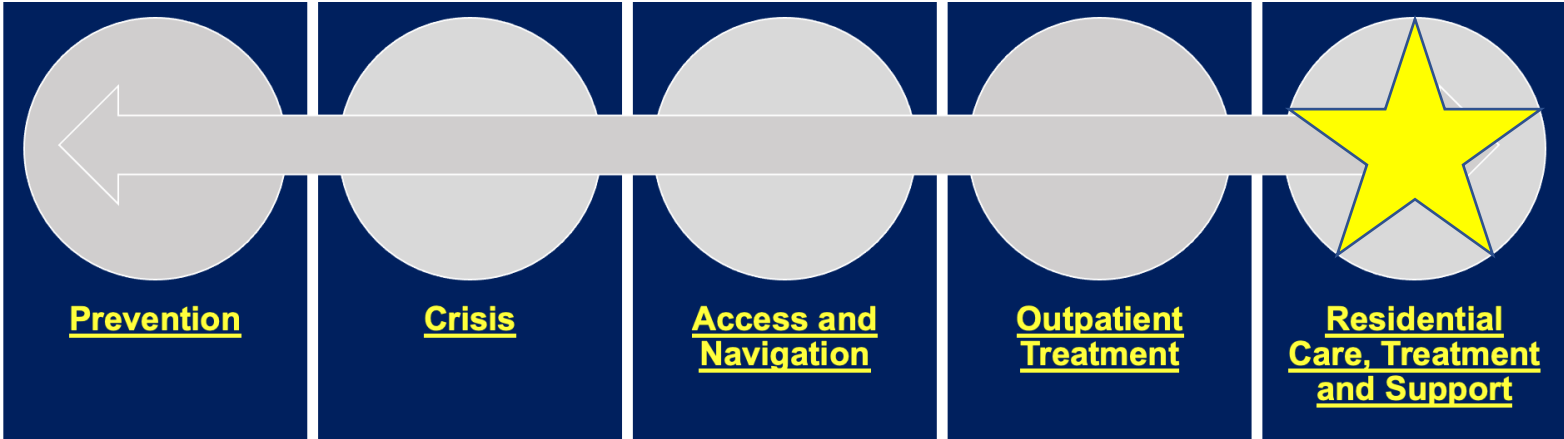 Prevention
Crisis
Access and
Navigation
Outpatient
Treatment
Residential
Care, Treatment
and Support